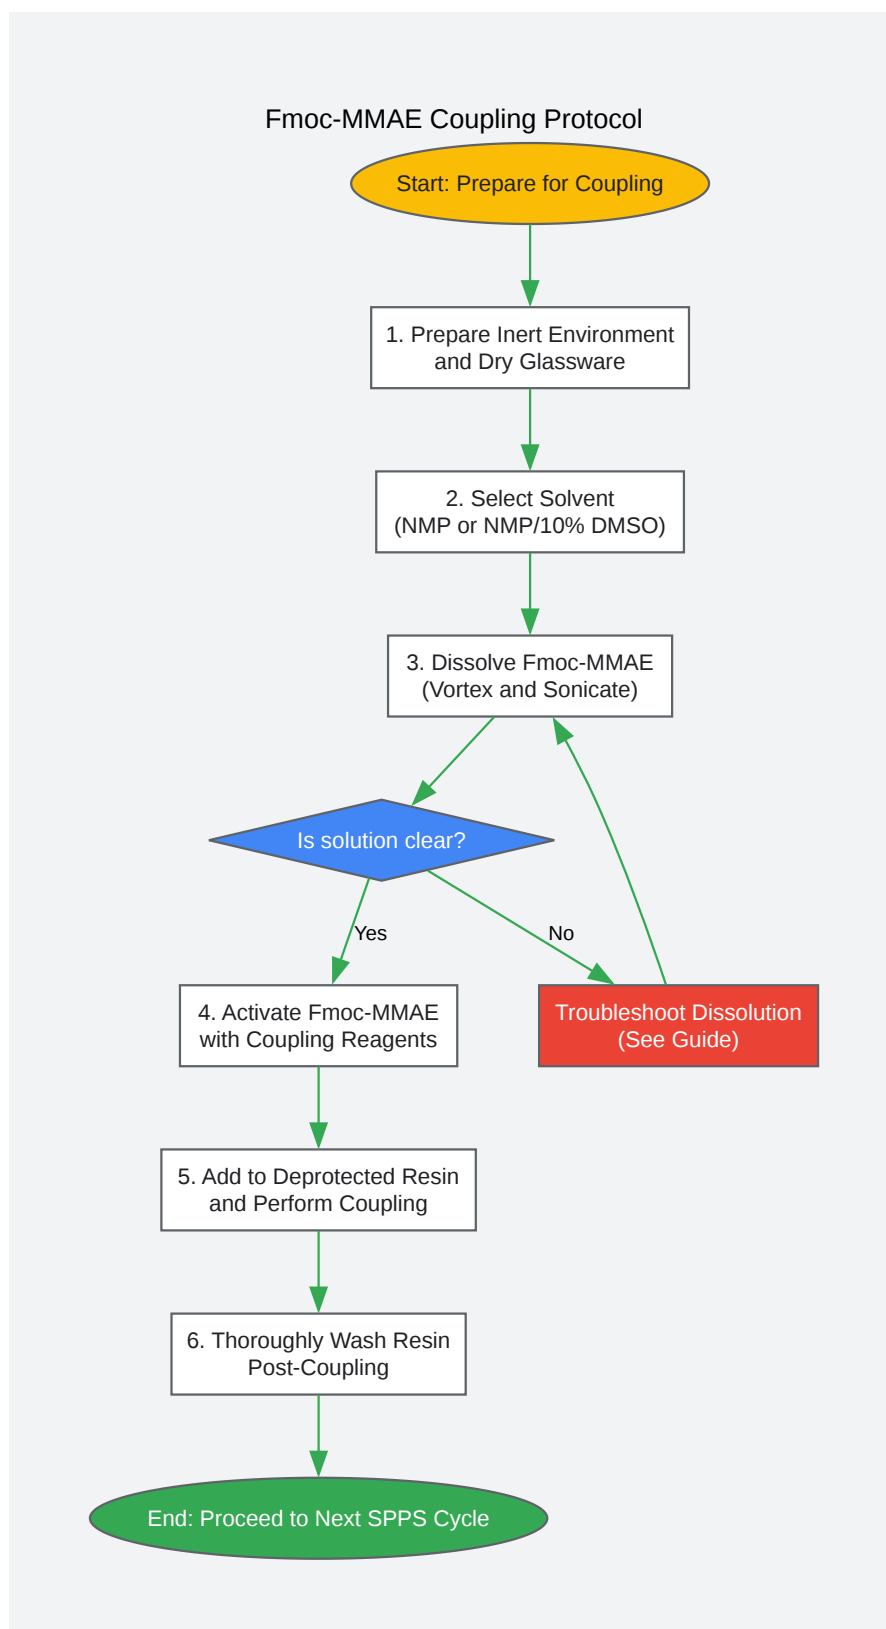 Fmoc-MMAE Coupling Protocol
Start: Prepare for Coupling
1. Prepare Inert Environment
and Dry Glassware
2. Select Solvent
(NMP or NMP/10% DMSO)
3. Dissolve Fmoc-MMAE
(Vortex and Sonicate)
Is solution clear?
Yes
No
4. Activate Fmoc-MMAE
with Coupling Reagents
Troubleshoot Dissolution
(See Guide)
5. Add to Deprotected Resin
and Perform Coupling
6. Thoroughly Wash Resin
Post-Coupling
End: Proceed to Next SPPS Cycle